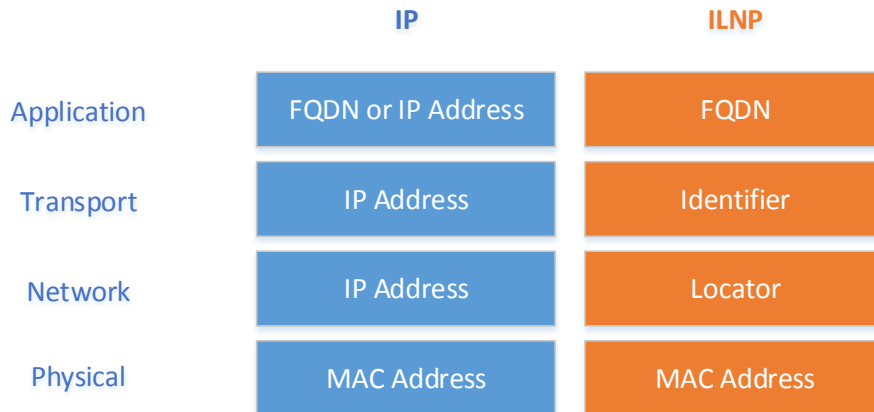 IP ILNP
Application FQDN or IP Address FQDN
Transport IP Address Identifier
Network IP Address Locator
Physical MAC Address MAC Address